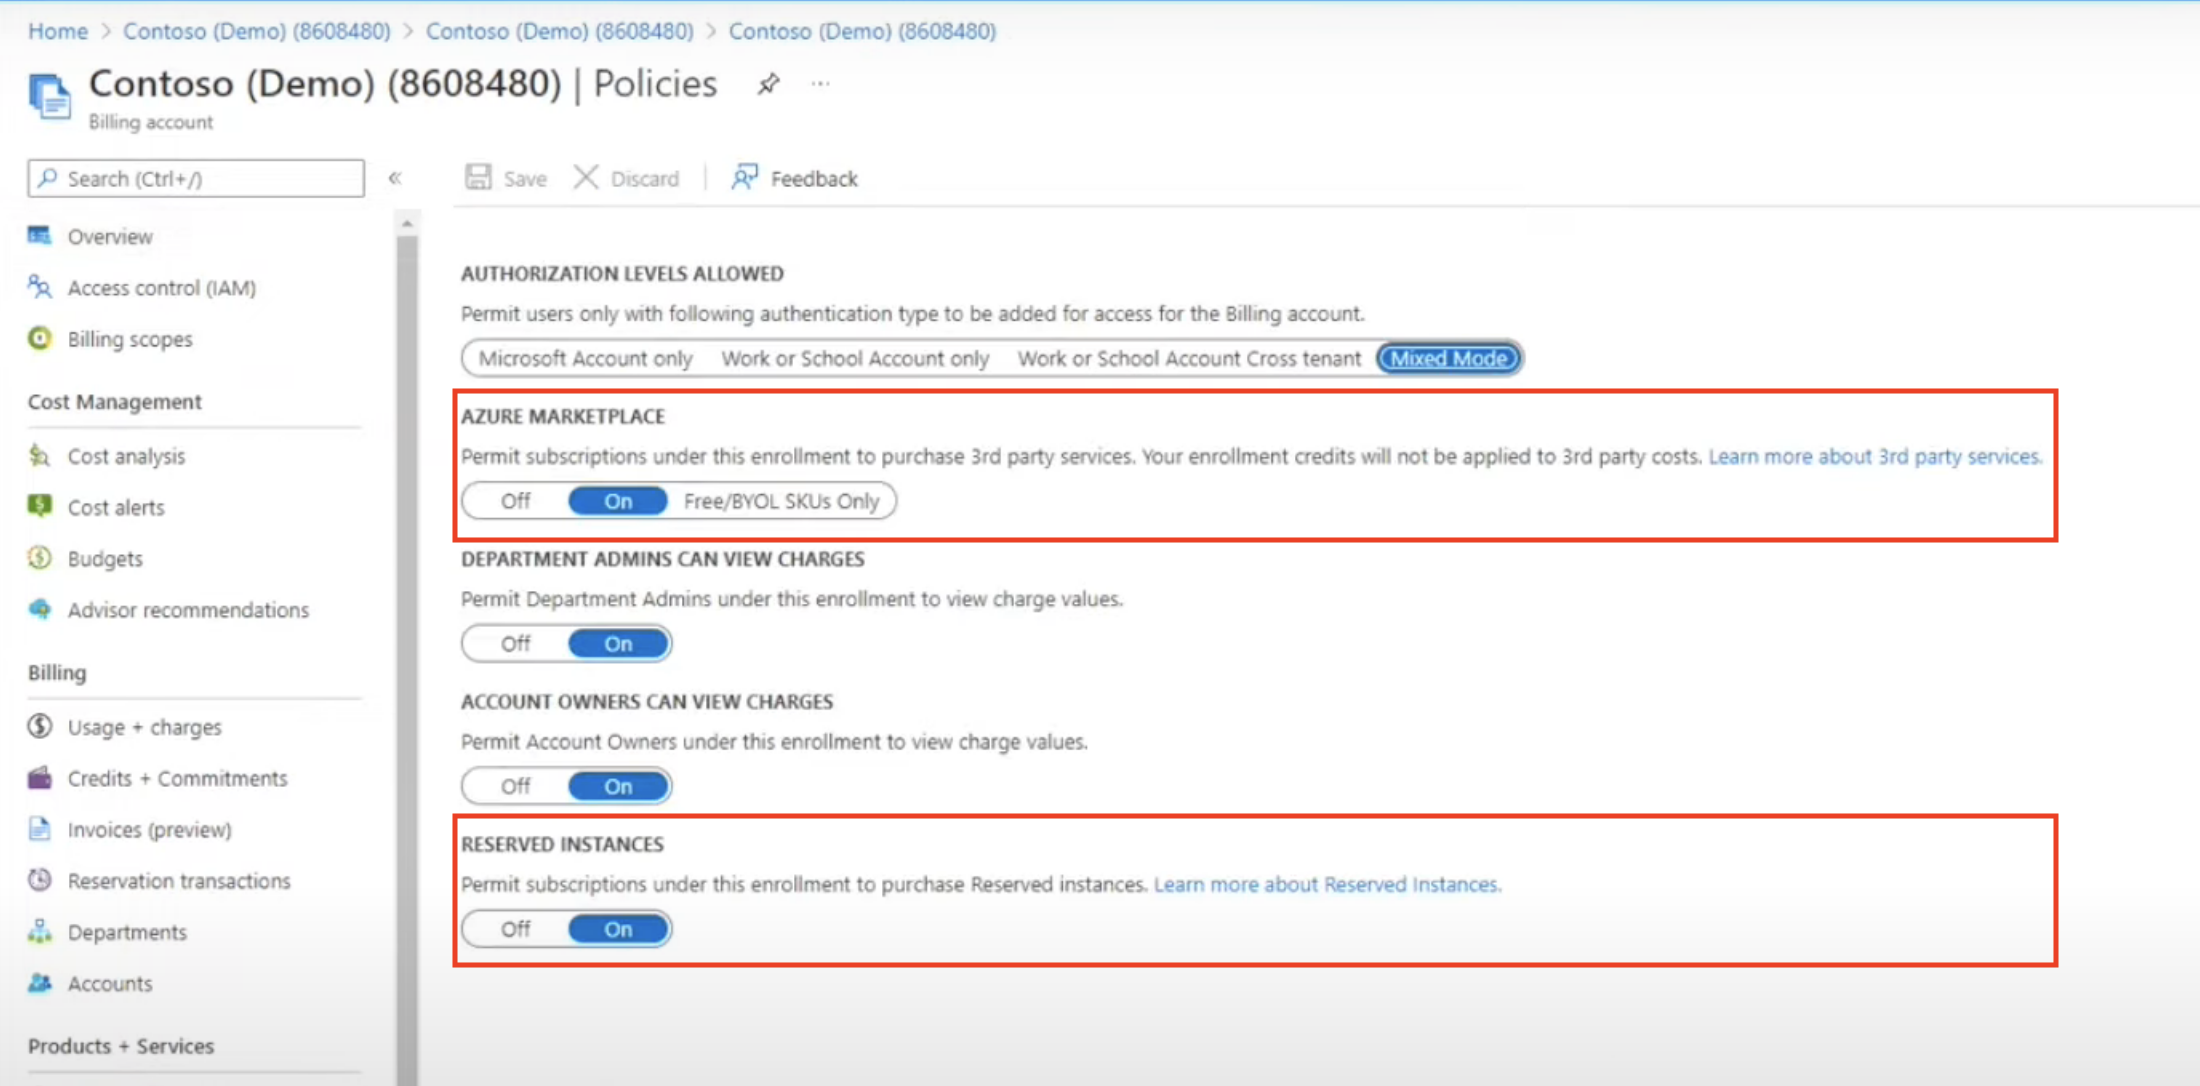 Home > Contoso (Demo) (8608480) > Contoso (Demo) (8608480) > Contoso (Demo) (8608480)
Contoso (Demo) (8608480) | Policies ...
Billing account
Search (Ctrl+/) «
Save Discard | Feedback
Overview
Access control (IAM)
Billing scopes
Cost Management
Cost analysis
Cost alerts
Budgets
Advisor recommendations
Billing
Usage + charges
Credits + Commitments
Invoices (preview)
Reservation transactions
Departments
Accounts
Products + Services
AUTHORIZATION LEVELS ALLOWED
Permit users only with following authentication type to be added for access for the Billing account.
Microsoft Account only Work or School Account only Work or School Account Cross tenant Mixed Mode
AZURE MARKETPLACE
Permit subscriptions under this enrollment to purchase 3rd party services. Your enrollment credits will not be applied to 3rd party costs. Learn more about 3rd party services.
Off On Free/BYOL SKUs Only
DEPARTMENT ADMINS CAN VIEW CHARGES
Permit Department Admins under this enrollment to view charge values.
Off On
ACCOUNT OWNERS CAN VIEW CHARGES
Permit Account Owners under this enrollment to view charge values.
Off On
RESERVED INSTANCES
Permit subscriptions under this enrollment to purchase Reserved instances. Learn more about Reserved Instances.
Off On